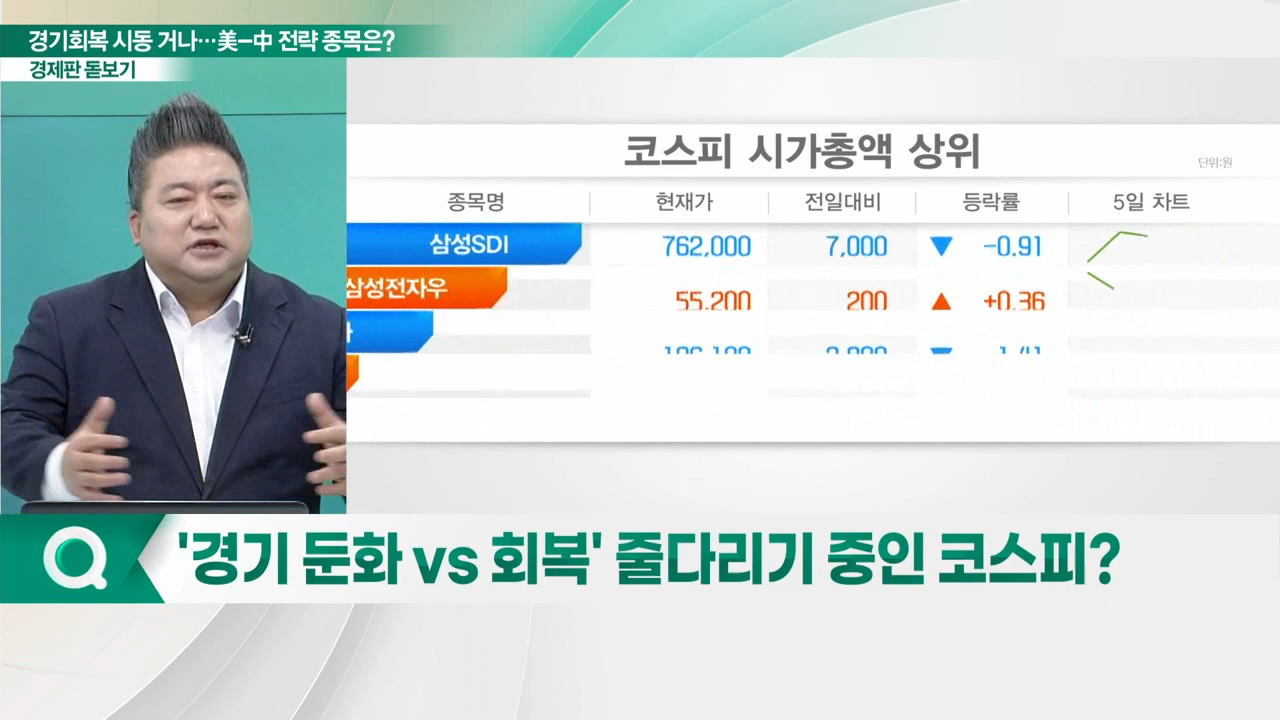 경기회복 시동 거나…美-中 전략 종목은?
경제판 돋보기
코스피 시가총액 상위
단위:원
종목명 현재가 전일대비 등락률 5일 차트
삼성SDI 762,000 7,000 ▼ -0.91
삼성전자우 55,200 200 ▲ +0.36
'경기 둔화 vs 회복' 줄다리기 중인 코스피?